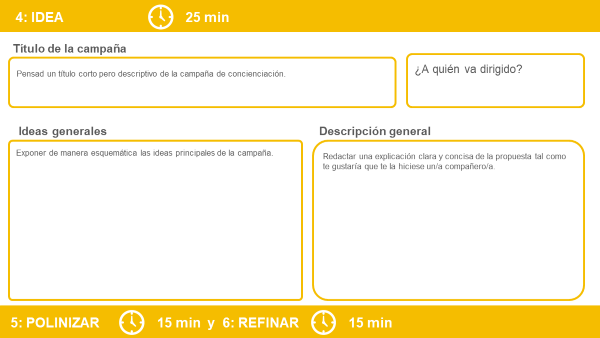 4: IDEA 25 min
Título de la campaña
Pensad un título corto pero descriptivo de la campaña de concienciación.
¿A quién va dirigido?
Ideas generales
Exponer de manera esquemática las ideas principales de la campaña.
Descripción general
Redactar una explicación clara y concisa de la propuesta tal como
te gustaría que te la hiciese un/a compañero/a
5: POLINIZAR 15 min y 6: REFINAR 15 min